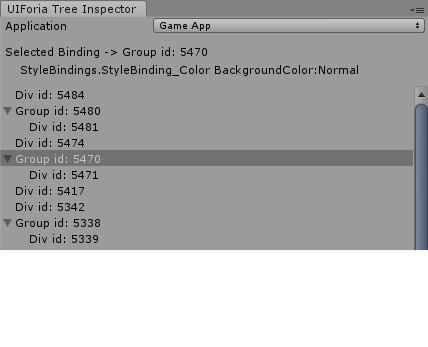 UIForia Tree Inspector
Application Game App
Selected Binding -> Group id: 5470
StyleBindings.StyleBinding_Color BackgroundColor:Normal
Div id: 5484
Group id: 5480
Div id: 5481
Div id: 5474
Group id: 5470
Div id: 5471
Div id: 5417
Div id: 5342
Group id: 5338
Div id: 5339